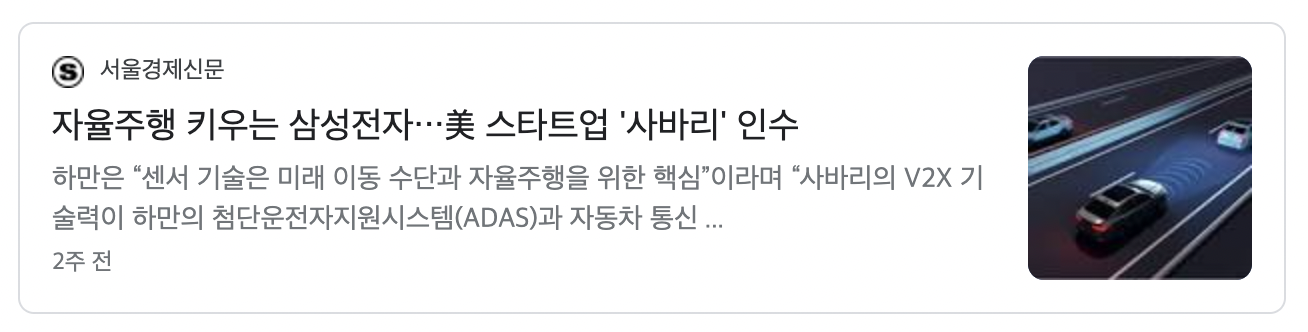 S 서울경제신문
자율주행 키우는 삼성전자…美 스타트업 '사바리' 인수
하만은 “센서 기술은 미래 이동 수단과 자율주행을 위한 핵심”이라며 “사바리의 V2X 기
술력이 하만의 첨단운전자지원시스템(ADAS)과 자동차 통신 ...
2주 전